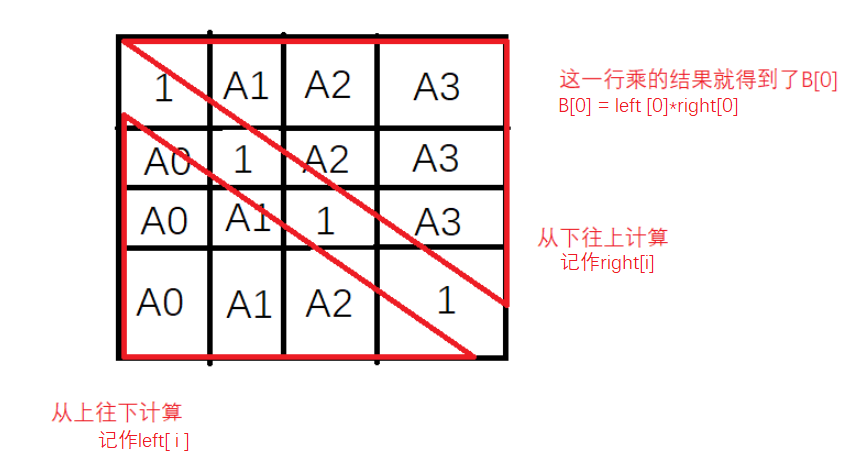 1 A1 A2 A3
A0 1 A2 A3
A0 A1 1 A3
A0 A1 A2 1
这一行乘的结果就得到了B[0]
B[0] = left [0]*right[0]
从下往上计算
记作right[i]
从上往下计算
记作left[ i ]